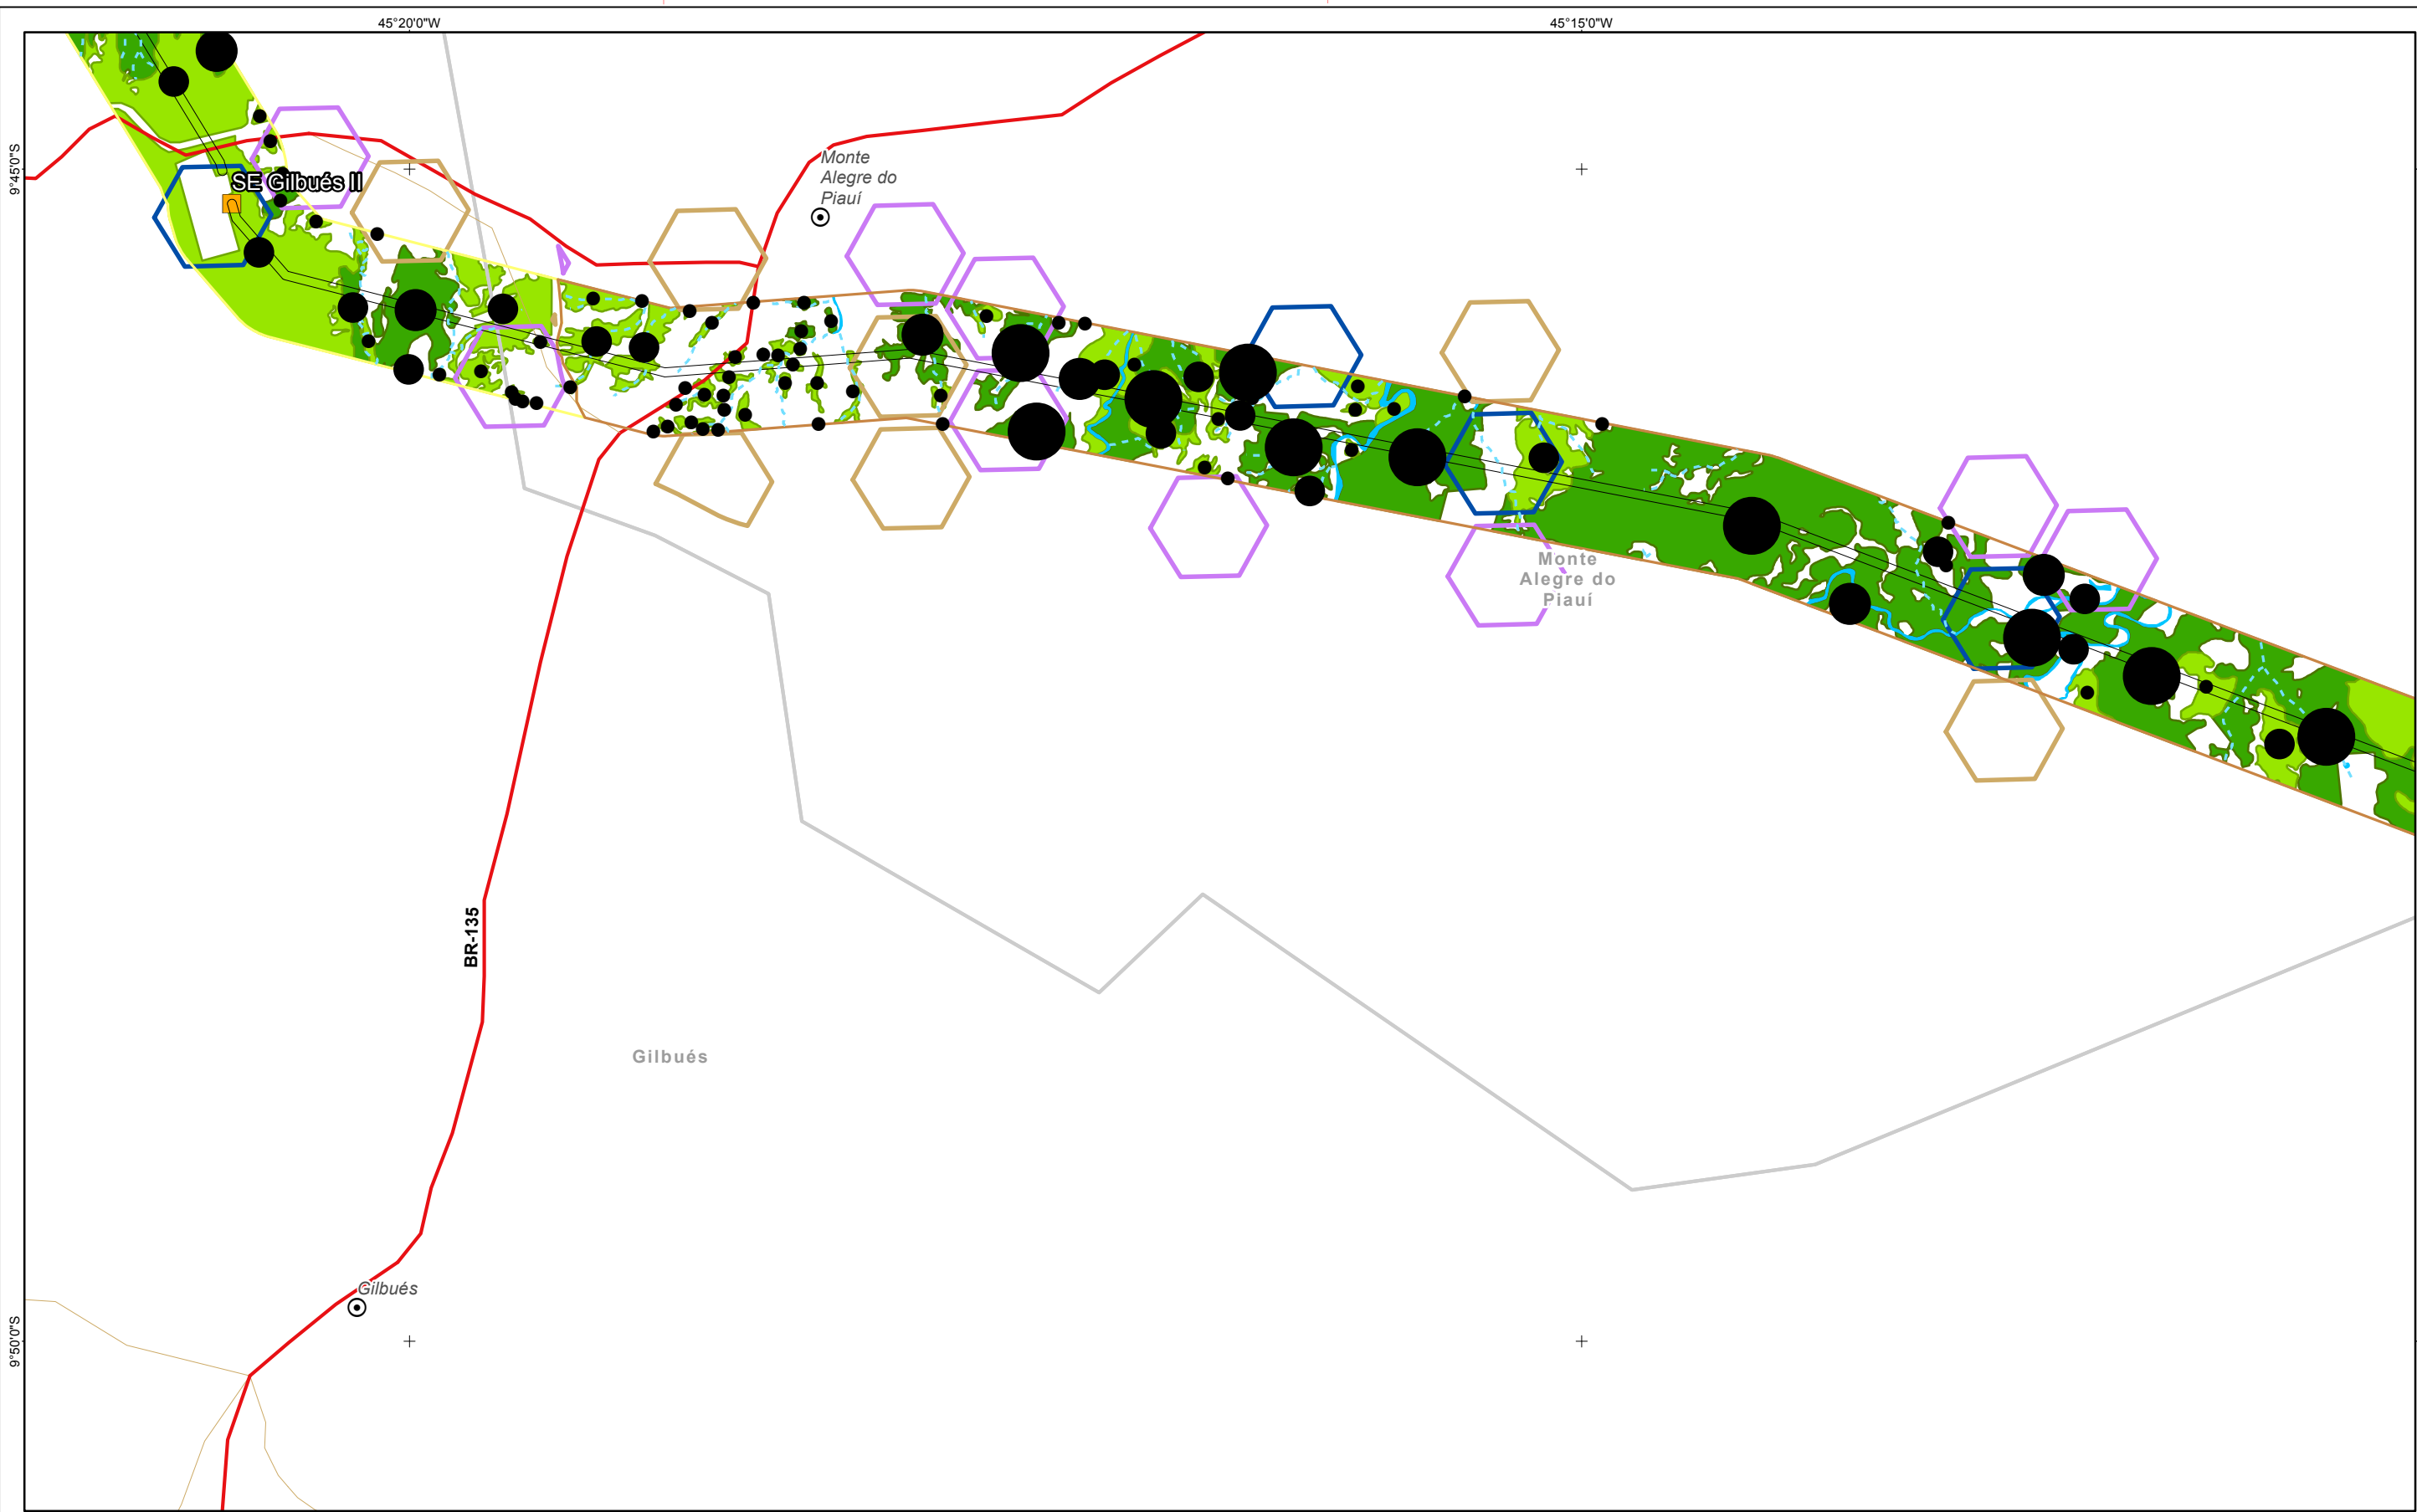 45°20'0"W
45°15'0"W
9°45'0"S
Monte
Alegre do
Piauí
SE Gilbués II
Monte
Alegre do
Piauí
BR-135
Gilbués
Gilbués
9°50'0"S